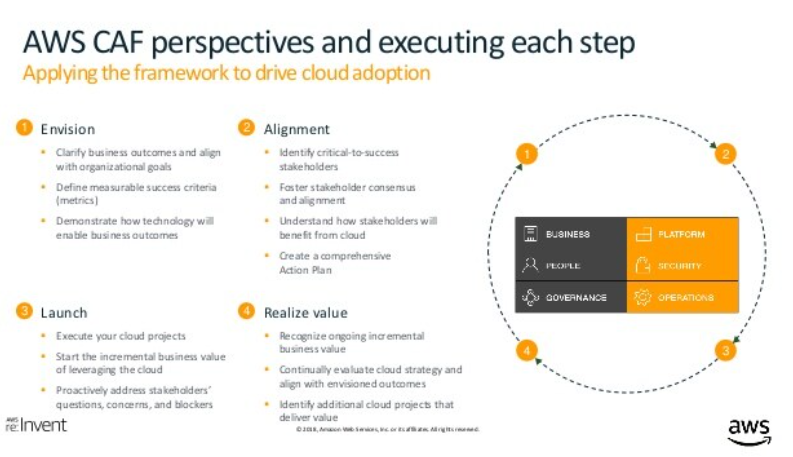 AWS CAF perspectives and executing each step
Applying the framework to drive cloud adoption
1 Envision
Clarify business outcomes and align
with organizational goals
Define measurable success criteria
(metrics)
Demonstrate how technology will
enable business outcomes
2 Alignment
Identify critical-to-success
stakeholders
Foster stakeholder consensus
and alignment
Understand how stakeholders will
benefit from cloud
Create a comprehensive
Action Plan
3 Launch
Execute your cloud projects
Start the incremental business value
of leveraging the cloud
Proactively address stakeholders'
questions, concerns, and blockers
4 Realize value
Recognize ongoing incremental
business value
Continually evaluate cloud strategy and
align with envisioned outcomes
Identify additional cloud projects that
deliver value
1
2
BUSINESS
PLATFORM
PEOPLE
SECURITY
GOVERNANCE
OPERATIONS
4
3
aws
re:Invent
© 2018, Amazon Web Services, Inc. or its affiliates. All rights reserved.
aws